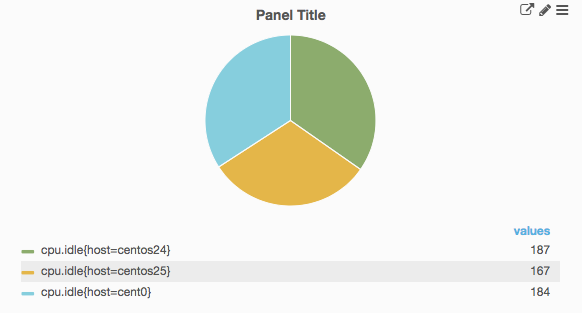 Panel Title
values
cpu.idle{host=centos24} 187
cpu.idle{host=centos25} 167
cpu.idle{host=cent0} 184